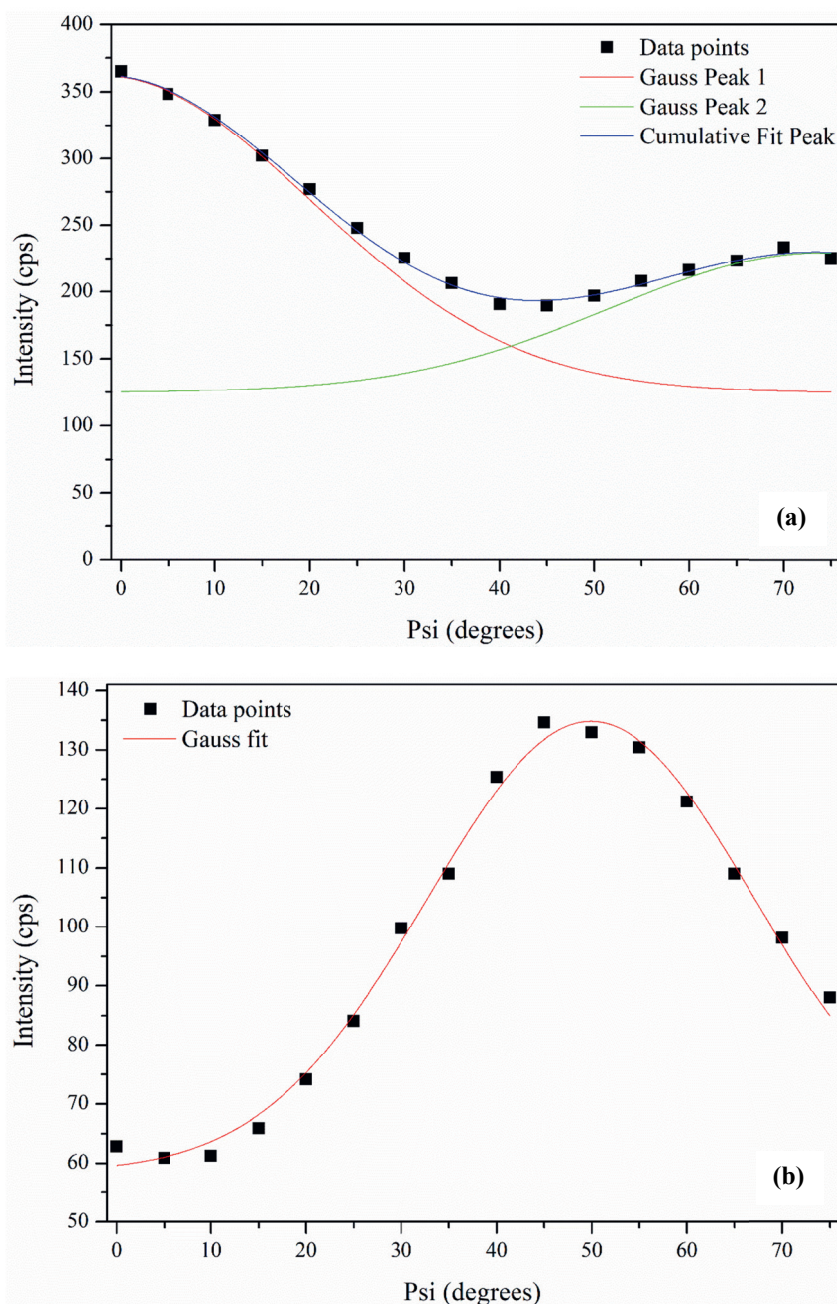 400
350
300
250
200
150
100
50
0
Intensity (cps)
Data points
Gauss Peak 1
Gauss Peak 2
Cumulative Fit Peak
(a)
0 10 20 30 40 50 60 70
Psi (degrees)
140
130
120
110
100
90
80
70
60
50
Intensity (cps)
Data points
Gauss fit
(b)
0 10 20 30 40 50 60 70
Psi (degrees)